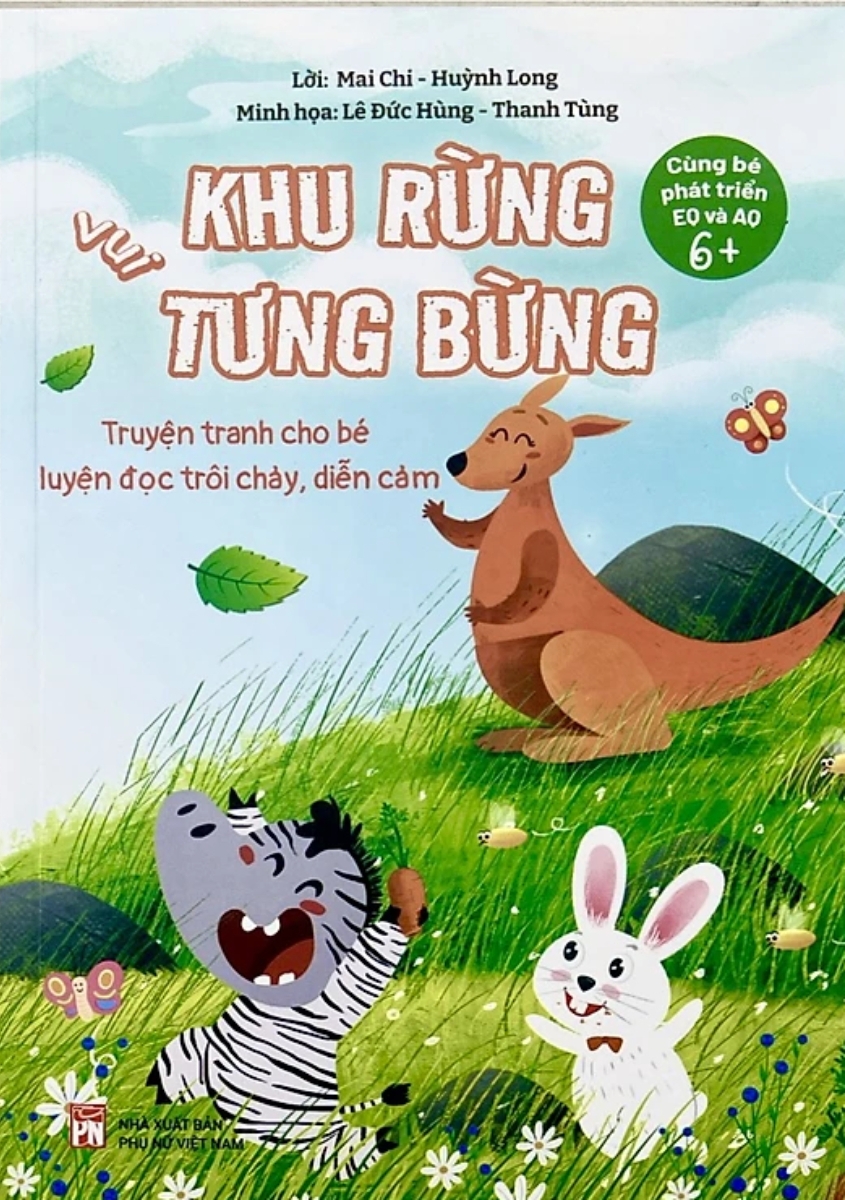 Lời: Mai Chi - Huỳnh Long
Minh họa: Lê Đức Hùng - Thanh Tùng
Cùng bé
phát triển
EQ và AQ
6+
KHU RỪNG
vui
TƯNG BỪNG
Truyện tranh cho bé
luyện đọc trôi chảy, diễn cảm
PN
NHÀ XUẤT BẢN
PHỤ NỮ VIỆT NAM